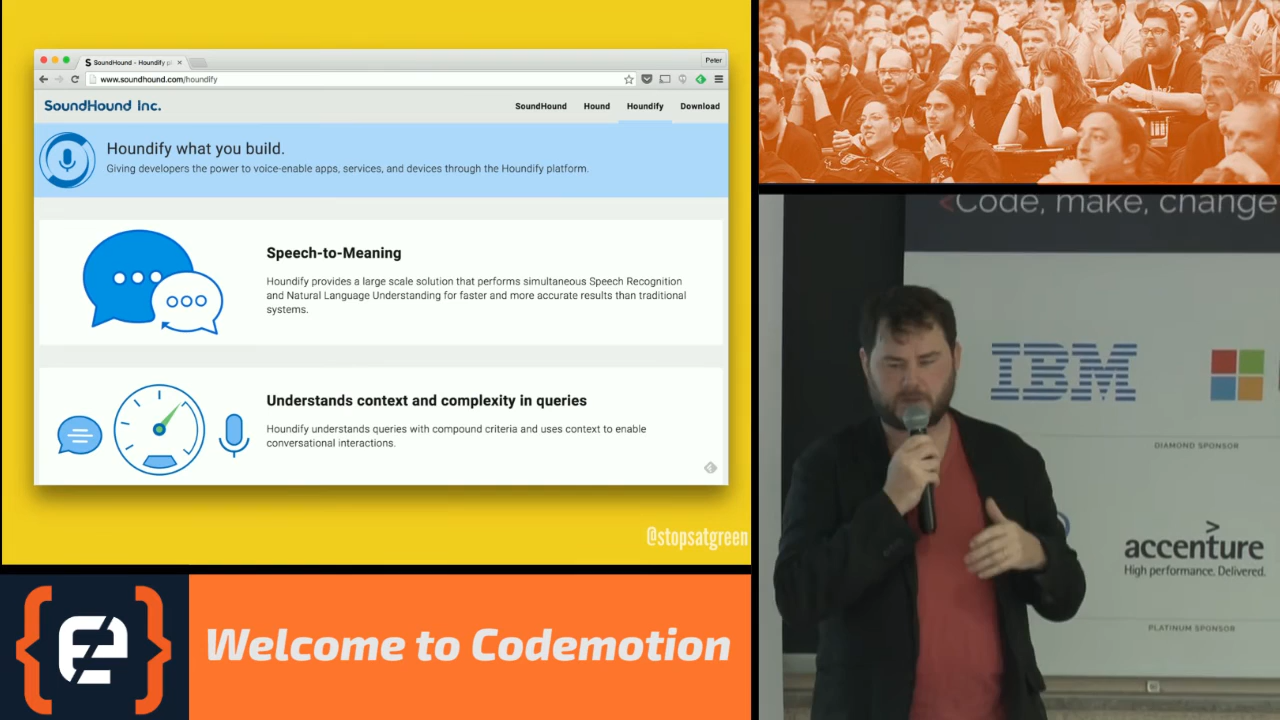 SoundHound - Houndify pl
Peter
www.soundhound.com/houndify
SoundHound Inc.
SoundHound Hound Houndify Download
Houndify what you build.
Giving developers the power to voice-enable apps, services, and devices through the Houndify platform.
Speech-to-Meaning
Houndify provides a large scale solution that performs simultaneous Speech Recognition
and Natural Language Understanding for faster and more accurate results than traditional
systems.
Understands context and complexity in queries
Houndify understands queries with compound criteria and uses context to enable
conversational interactions.
@stopsatgreen
Welcome to Codemotion
<Code, make, change
IBM
DIAMOND SPONSOR
accenture
High performance. Delivered.
PLATINUM SPONSOR